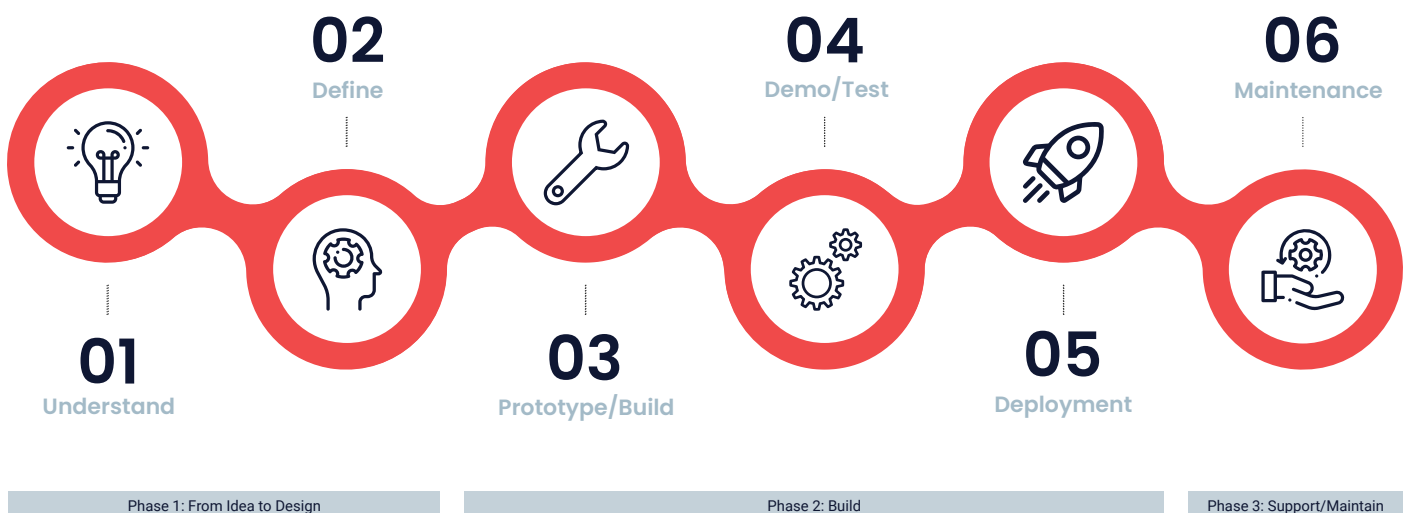 01
Understand
02
Define
03
Prototype/Build
04
Demo/Test
05
Deployment
06
Maintenance
Phase 1: From Idea to Design
Phase 2: Build
Phase 3: Support/Maintain